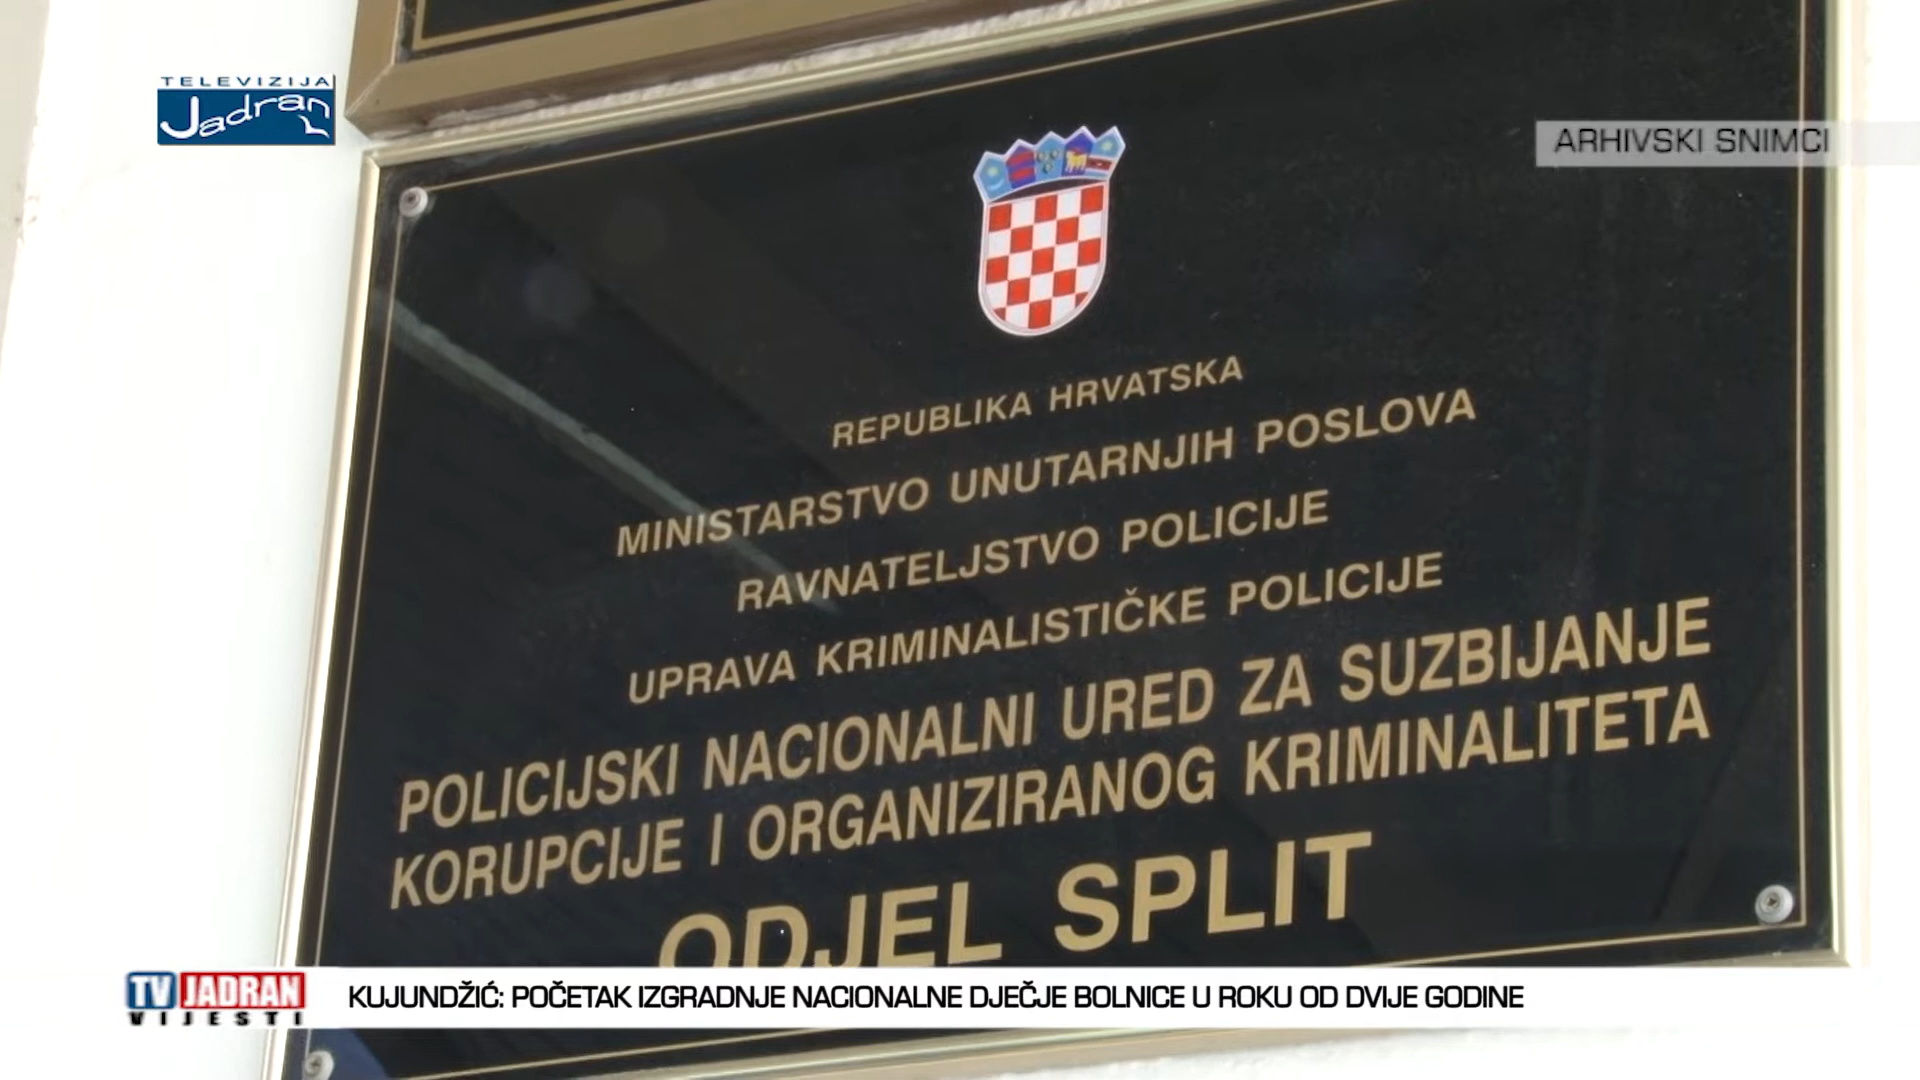 TELEVIZIJA
Jadran
ARHIVSKI SNIMCI
REPUBLIKA HRVATSKA
MINISTARSTVO UNUTARNJIH POSLOVA
RAVNATELJSTVO POLICIJE
UPRAVA KRIMINALISTIČKE POLICIJE
POLICIJSKI NACIONALNI URED ZA SUZBIJANJE
KORUPCIJE I ORGANIZIRANOG KRIMINALITETA
ODJEL SPLIT
TV JADRAN
VIJESTI
KUJUNDŽIĆ: POČETAK IZGRADNJE NACIONALNE DJEČJE BOLNICE U ROKU OD DVIJE GODINE